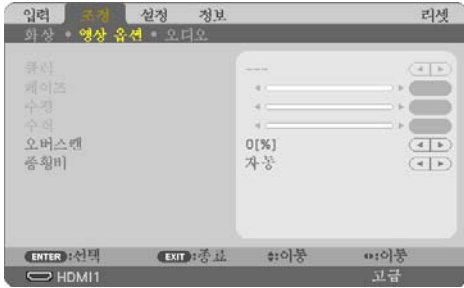 입력 조정 설정 정보 리셋
화상 • 영상 옵션 • 오디오
클럭 ---
페이즈
수평
수직
오버스캔 0[%]
종횡비 자동
ENTER :선택 EXIT :종료 :이동 :이동
HDMI1 고급